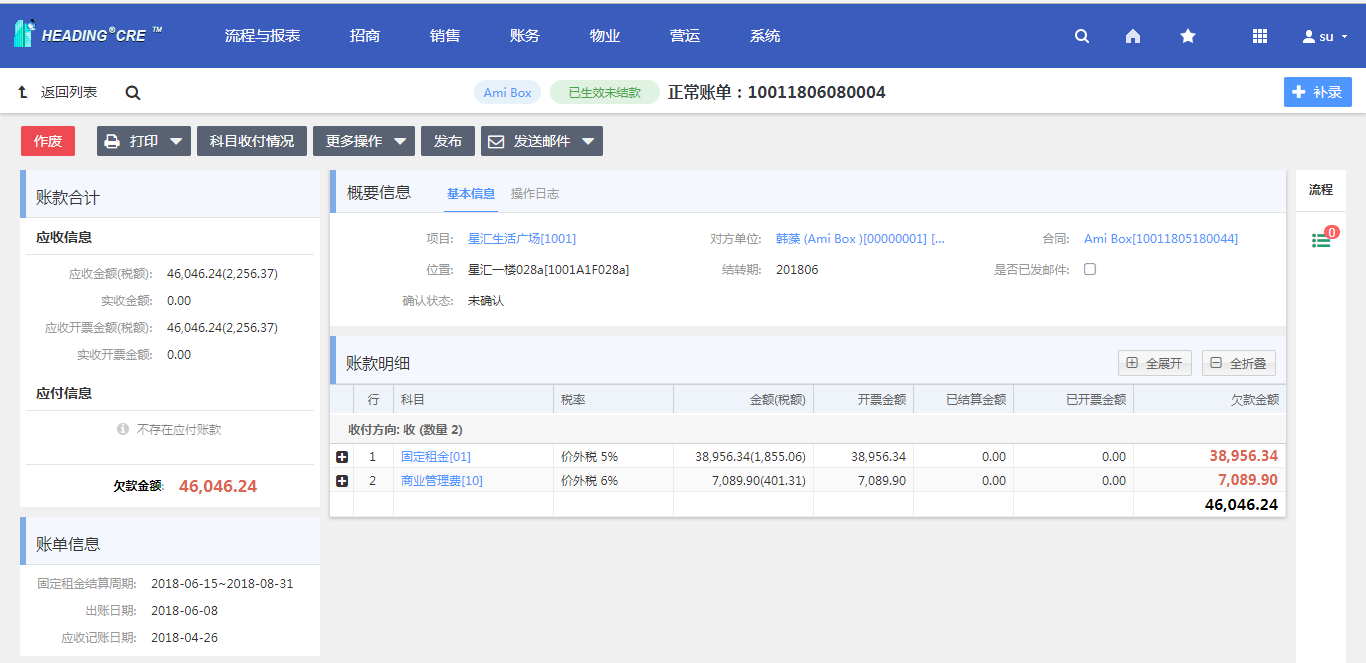 HEADING®CRE ™ 流程与报表 招商 销售 账务 物业 营运 系统 su
返回列表 Ami Box 已生效未结款 正常账单：10011806080004 补录
作废 打印 科目收付情况 更多操作 发布 发送邮件
账款合计
应收信息
应收金额(税额): 46,046.24(2,256.37)
实收金额: 0.00
应收开票金额(税额): 46,046.24(2,256.37)
实收开票金额: 0.00
应付信息
不存在应付账款
欠款金额: 46,046.24
账单信息
固定租金结算周期: 2018-06-15~2018-08-31
出账日期: 2018-06-08
应收记账日期: 2018-04-26
概要信息 基本信息 操作日志
项目: 星汇生活广场[1001] 对方单位: 韩藻 (Ami Box )[00000001] [... 合同: Ami Box[10011805180044]
位置: 星汇一楼028a[1001A1F028a] 结转期: 201806 是否已发邮件:
确认状态: 未确认
账款明细 全展开 全折叠
行 科目 税率 金额(税额) 开票金额 已结算金额 已开票金额 欠款金额
收付方向: 收 (数量 2)
1 固定租金[01] 价外税 5% 38,956.34(1,855.06) 38,956.34 0.00 0.00 38,956.34
2 商业管理费[10] 价外税 6% 7,089.90(401.31) 7,089.90 0.00 0.00 7,089.90
46,046.24
流程
0